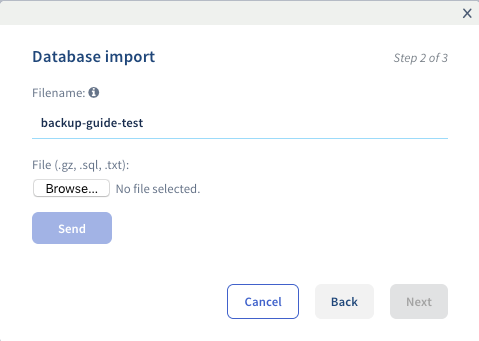 Database import
Step 2 of 3
Filename:
backup-guide-test
File (.gz, .sql, .txt):
Browse... No file selected.
Send
Cancel Back Next